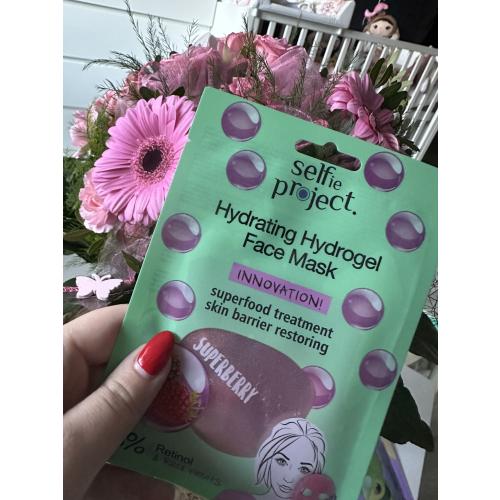 selfie
project.
Hydrating Hydrogel
Face Mask
INNOVATION!
superfood treatment
skin barrier restoring
SUPERBERRY
%
Retinol